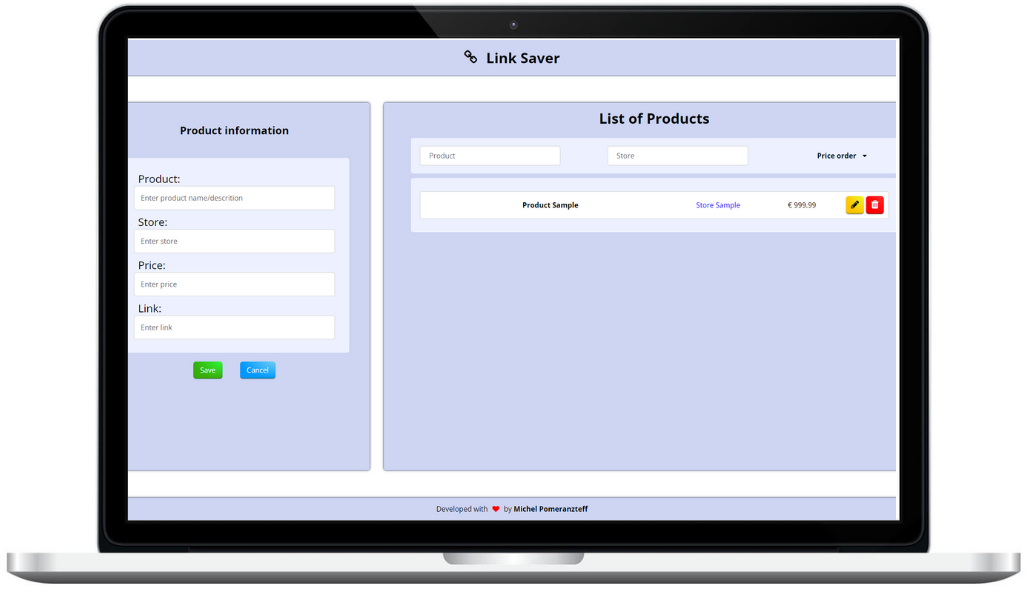 Link Saver
Product information
Product:
Enter product name/descrition
Store:
Enter store
Price:
Enter price
Link:
Enter link
Save
Cancel
List of Products
Product
Store
Price order
Product Sample
Store Sample
€ 999.99
Developed with by Michel Pomeranzteff